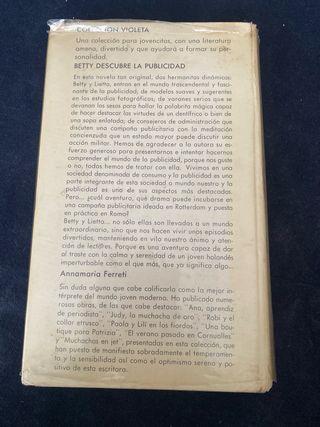 COLECCIÓN VIOLETA
Una colección para jovencitas, con una literatura
amena, divertida y que ayudará a formar su per-
sonalidad.
BETTY DESCUBRE LA PUBLICIDAD
En esta novela tan original, dos hermanitas dinámicas:
Betty y Lietta, entran en el mundo trascendental y fasci-
nante de la publicidad, de modelos suaves y sugerentes
en los estudios fotográficos; de varones serios que se
devanan los sesos para hallar la palabrita mágica capaz
de hacer destacar las virtudes de un dentífrico o bien de
una sopa enlatada; de consejeros de administración que
discuten una campaña publicitaria con la meditación
concienzuda que un estado mayor puede discutir una
acción militar. Hemos de agradecer a la autora su es-
fuerzo generoso para presentarnos e intentar hacernos
comprender el mundo de la publicidad, porque nos guste
o no, todos hemos de tratar con ella. Vivimos en una
sociedad denominada de consumo y la publicidad es una
parte integrante de esta sociedad o mundo nuestro y la
publicidad es una de sus aspectos más destacados.
"Pero... ¿cuál aventura, qué drama puede incubarse en
una campaña publicitaria ideada en Rotterdam y puesta
en práctica en Roma?
Betty y Lietta... no sólo ellas son llevadas a un mundo
extraordinario, sino que nos hacen vivir unos episodios
divertidos, manteniendo en vilo nuestro ánimo y aten-
ción de lectores. Porque es una aventura capaz de dar
al traste con la calma y serenidad de un joven holandés
imperturbable como el que más, que ya significa algo...
Annamaria Ferreti
Sin duda alguna que cabe calificarla como la mejor in-
térprete del mundo joven moderno. Ha publicado nume-
rosas obras, de las que cabe destacar: "Ana, aprendiz
de periodista", "Judy, la muchacha de oro", "Robi y el
collar etrusco", "Paola y Lilí en los fiordos", "Una bou-
tique para Patrizia", "El verano pasado en Cornualles"
y "Muchachas en jet", presentadas en esta colección, que
han puesto de manifiesto sobradamente el temperamen-
to y la sensibilidad así como el optimismo sereno y po-
sitivo de esta escritora.